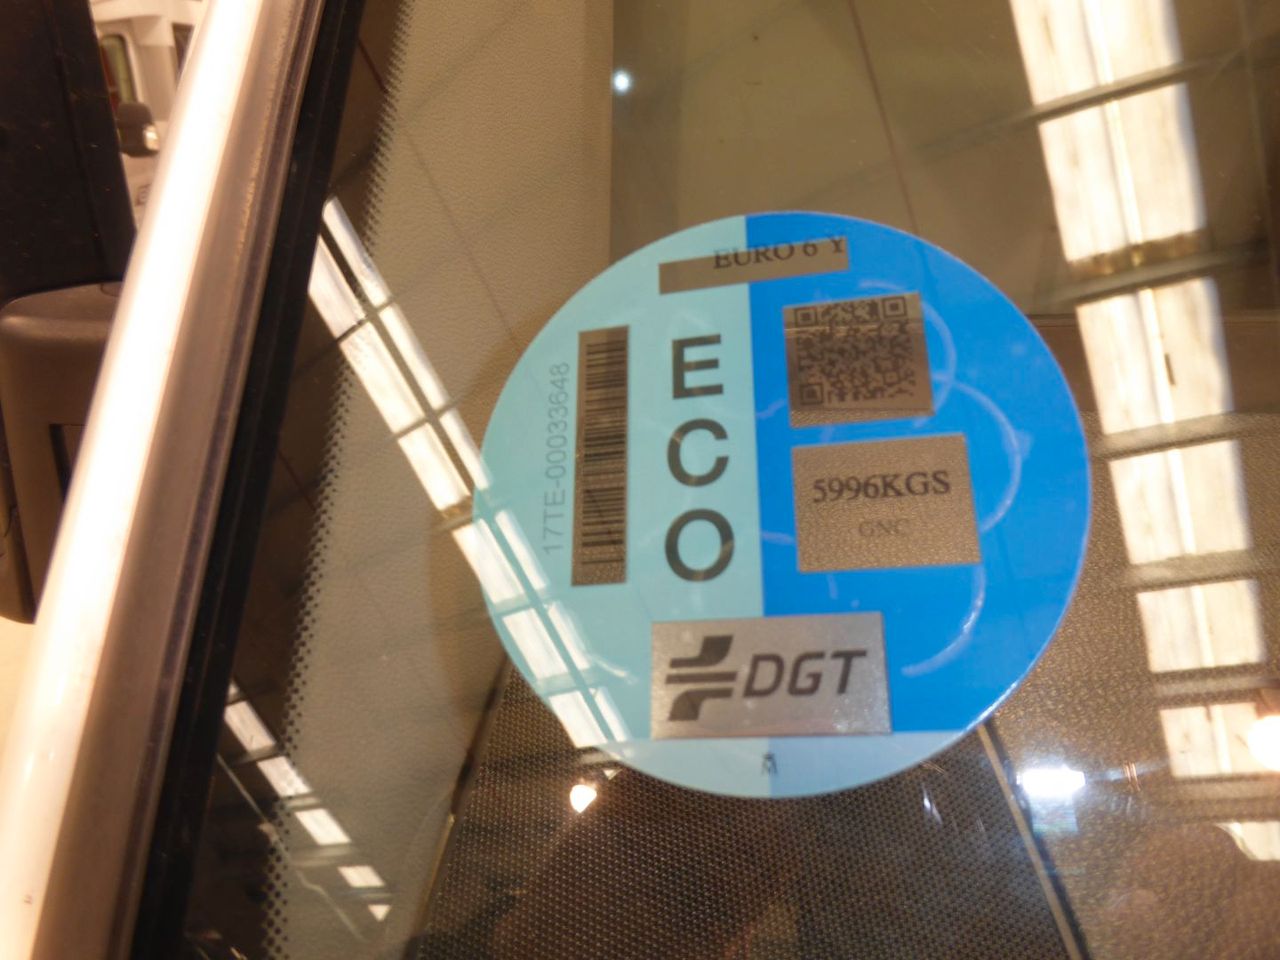 EURO 6 Y
ECO
17TE-00033648
5996KGS
GNC
DGT